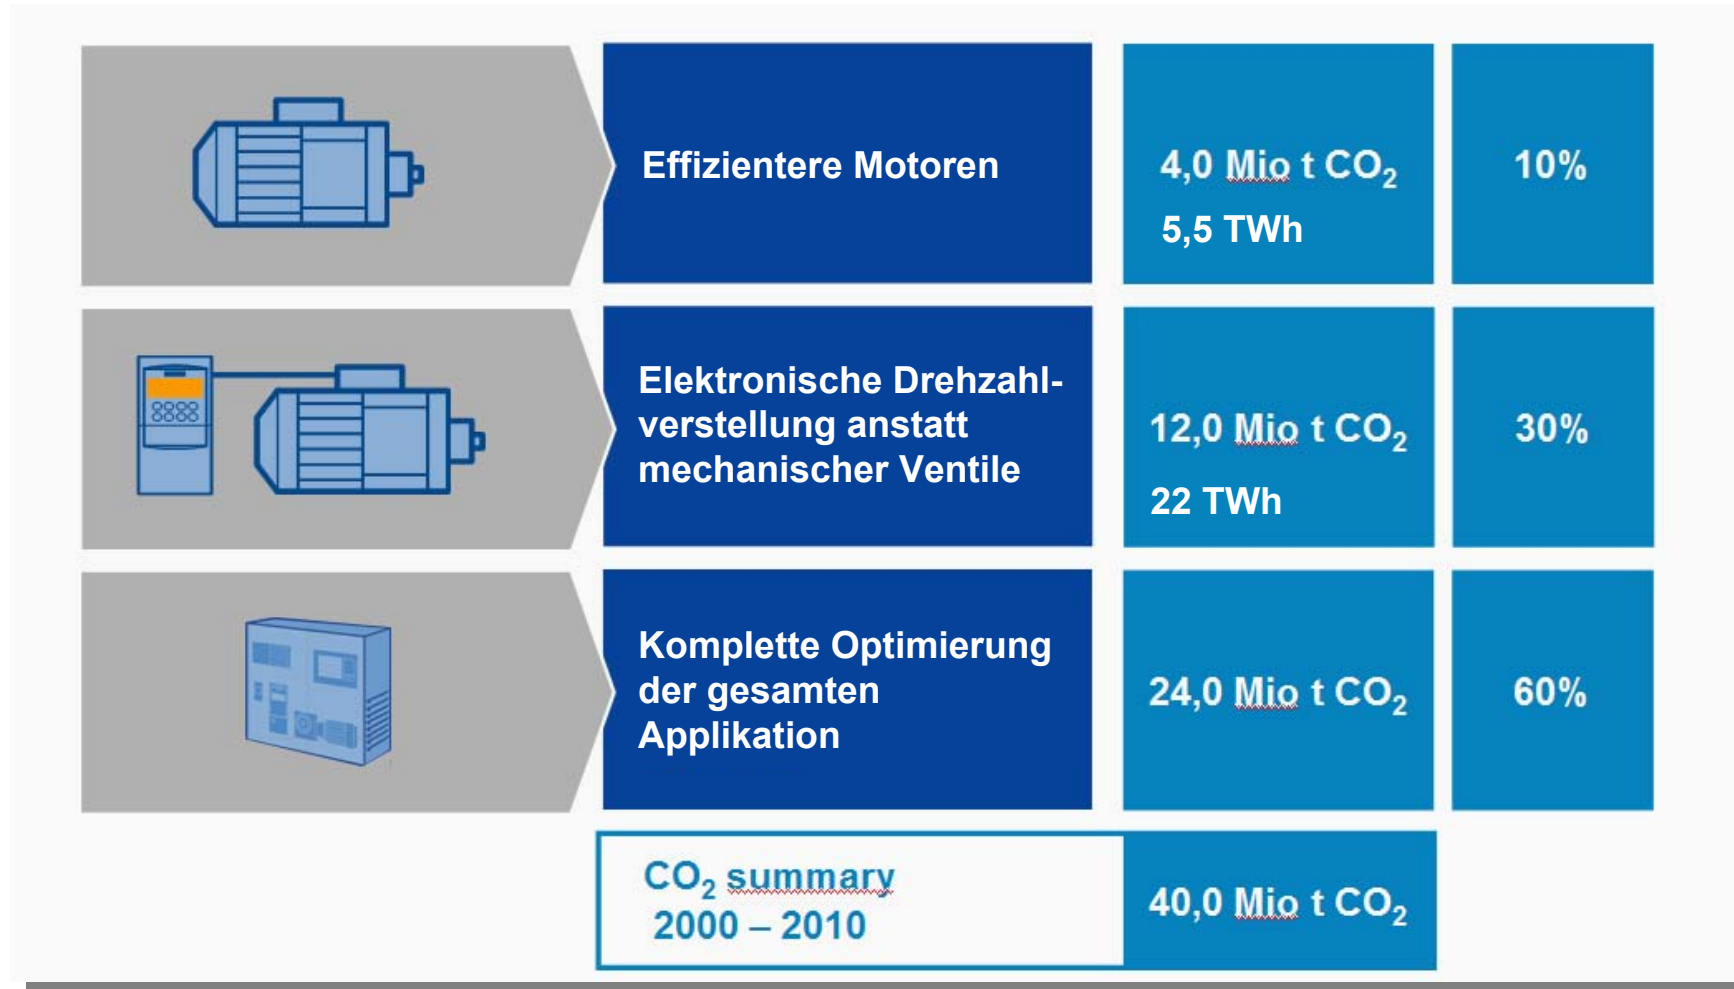 Effizientere Motoren
4,0 Mio t CO₂
10%
5,5 TWh
Elektronische Drehzahl-
verstellung anstatt
mechanischer Ventile
12,0 Mio t CO₂
30%
22 TWh
Komplette Optimierung
der gesamten
Applikation
24,0 Mio t CO₂
60%
CO₂ summary
2000 – 2010
40,0 Mio t CO₂